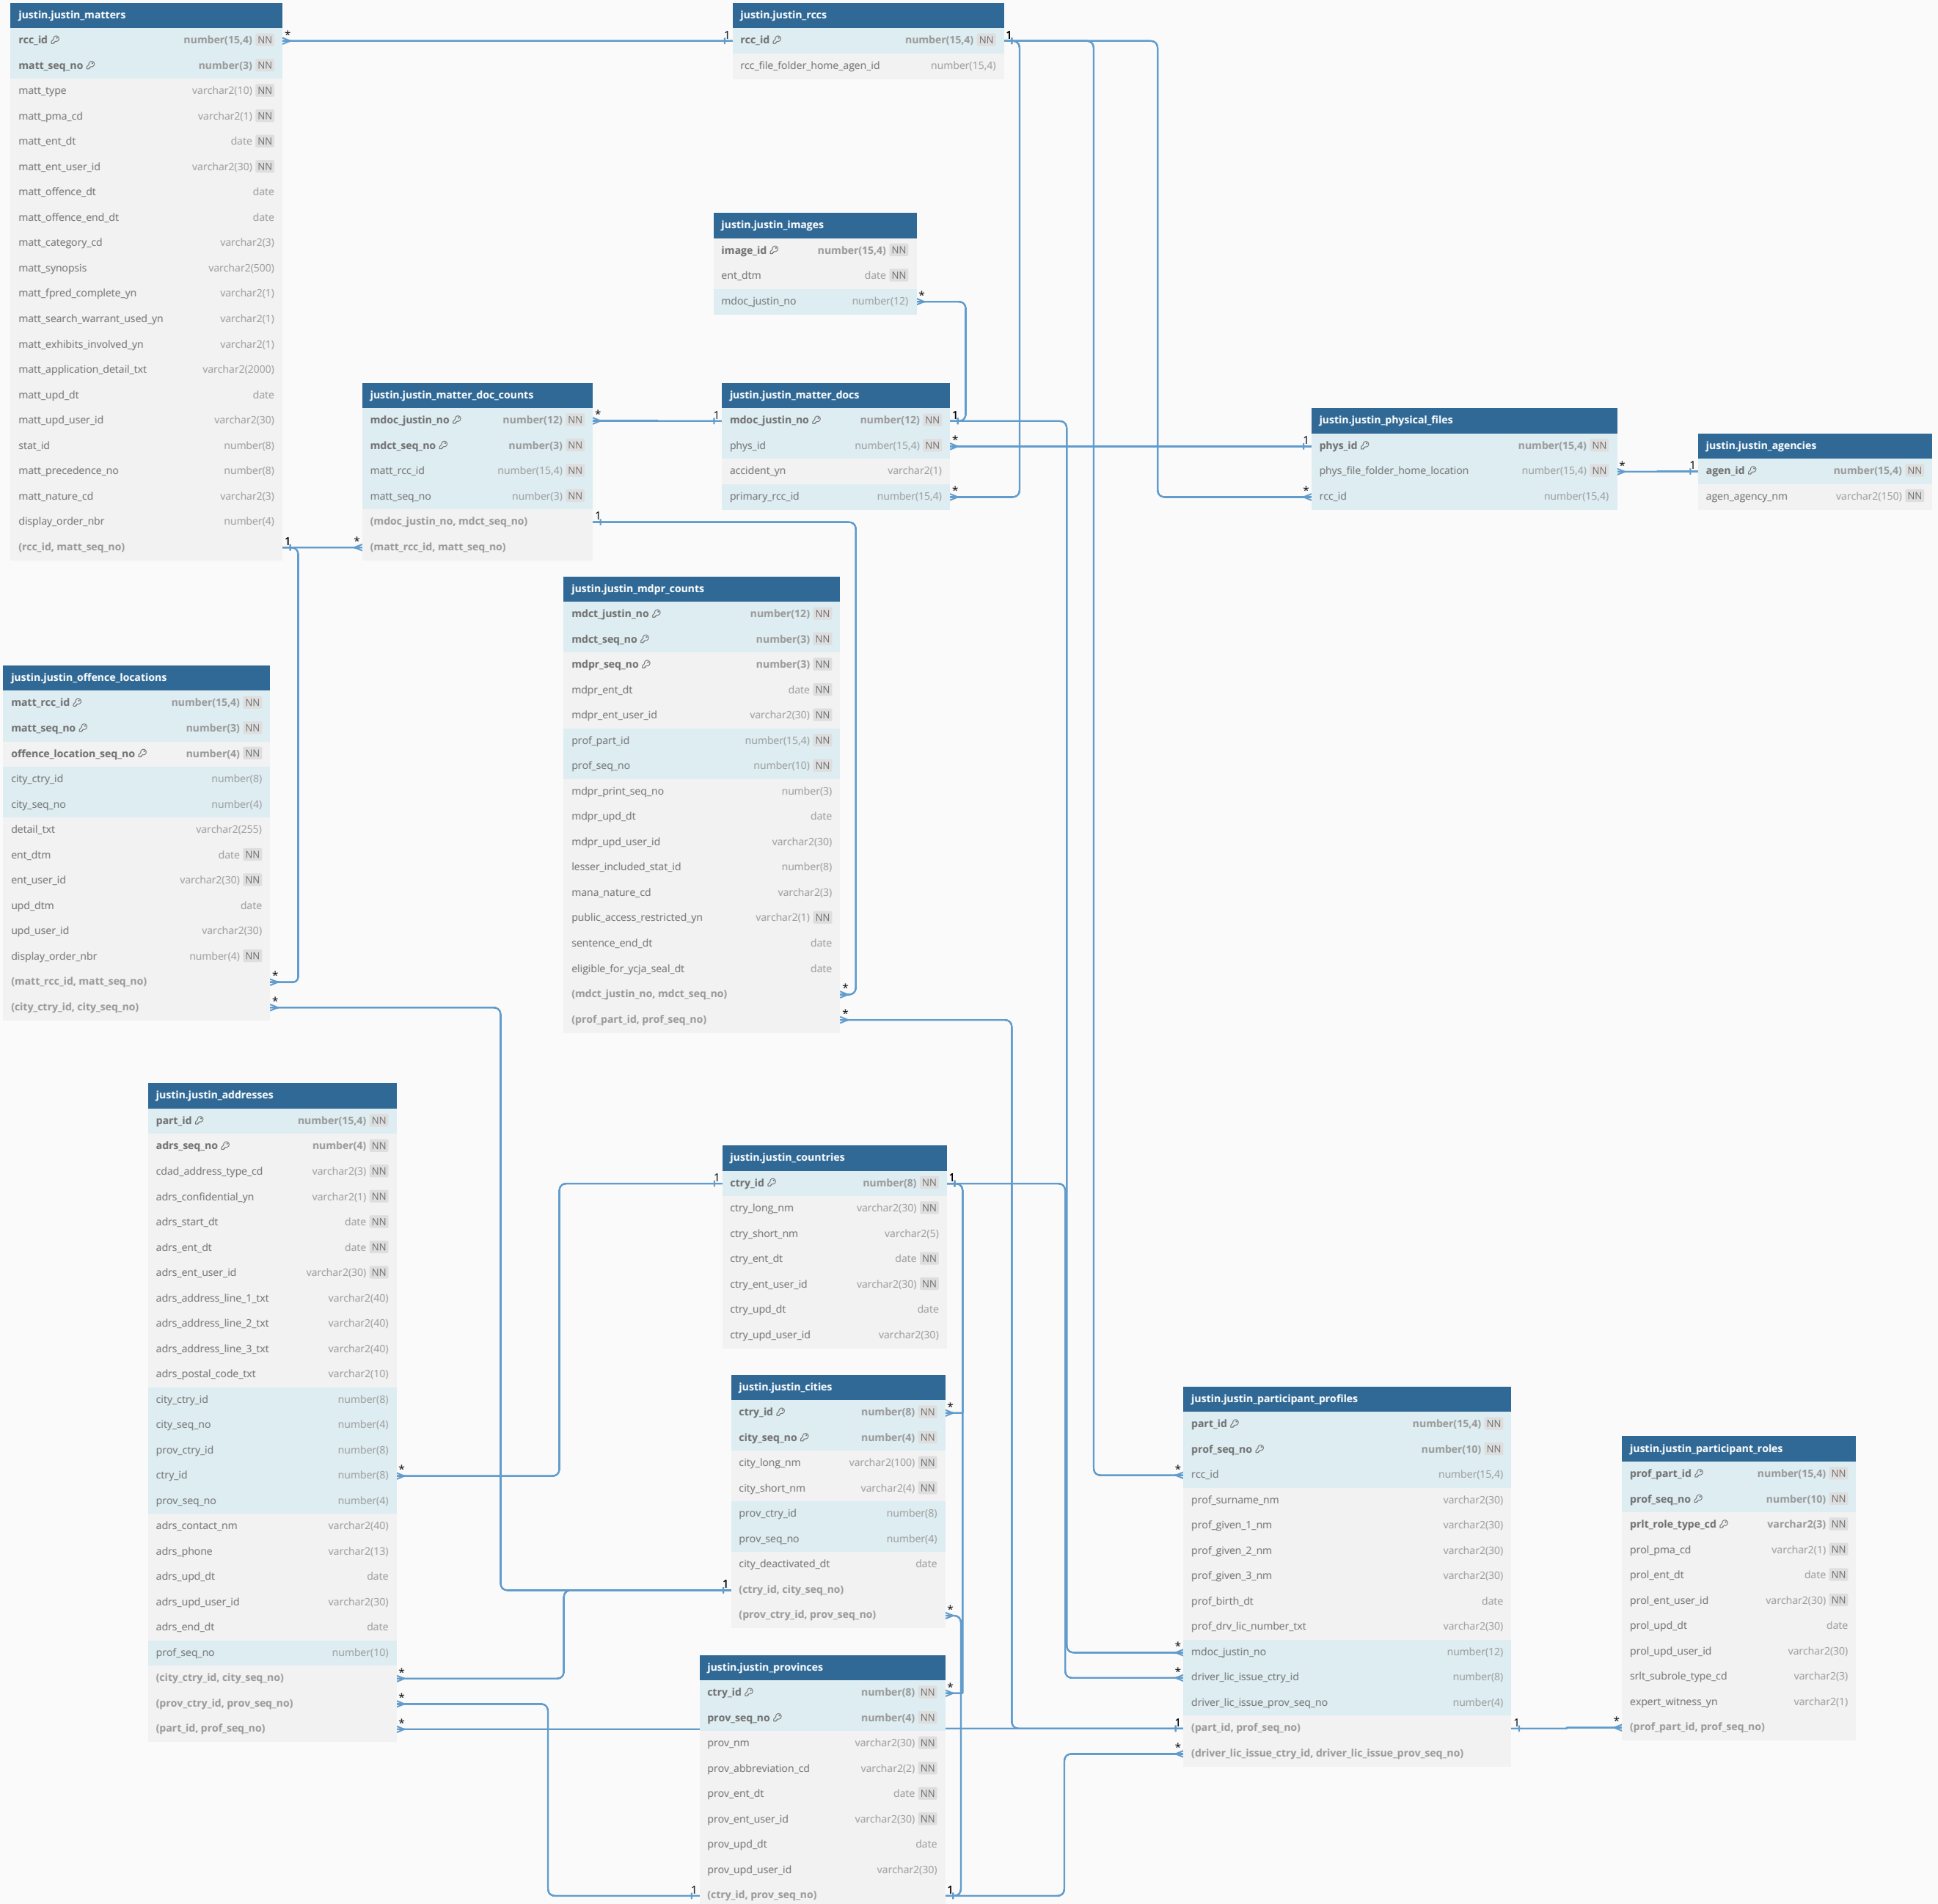 justin.justin_matters
rcc_id number(15,4) NN
matt_seq_no number(3) NN
matt_type varchar2(10) NN
matt_pma_cd varchar2(1) NN
matt_ent_dt date NN
matt_ent_user_id varchar2(30) NN
matt_offence_dt date
matt_offence_end_dt date
matt_category_cd varchar2(3)
matt_synopsis varchar2(500)
matt_fpred_complete_yn varchar2(1)
matt_search_warrant_used_yn varchar2(1)
matt_exhibits_involved_yn varchar2(1)
matt_application_detail_txt varchar2(2000)
matt_upd_dt date
matt_upd_user_id varchar2(30)
stat_id number(8)
matt_precedence_no number(8)
matt_nature_cd varchar2(3)
display_order_nbr number(4)
(rcc_id, matt_seq_no)
* 1
1 *
justin.justin_rccs
rcc_id number(15,4) NN
rcc_file_folder_home_agen_id number(15,4)
1
justin.justin_images
image_id number(15,4) NN
ent_dtm date NN
mdoc_justin_no number(12)
*
justin.justin_matter_doc_counts
mdoc_justin_no number(12) NN
mdct_seq_no number(3) NN
matt_rcc_id number(15,4) NN
matt_seq_no number(3) NN
(mdoc_justin_no, mdct_seq_no)
(matt_rcc_id, matt_seq_no)
* 1
1
justin.justin_matter_docs
mdoc_justin_no number(12) NN
phys_id number(15,4) NN
accident_yn varchar2(1)
primary_rcc_id number(15,4)
1
* 1
* *
justin.justin_physical_files
phys_id number(15,4) NN
phys_file_folder_home_location number(15,4) NN
rcc_id number(15,4)
* 1
justin.justin_agencies
agen_id number(15,4) NN
agen_agency_nm varchar2(150) NN
justin.justin_mdpr_counts
mdct_justin_no number(12) NN
mdct_seq_no number(3) NN
mdpr_seq_no number(3) NN
mdpr_ent_dt date NN
mdpr_ent_user_id varchar2(30) NN
prof_part_id number(15,4) NN
prof_seq_no number(10) NN
mdpr_print_seq_no number(3)
mdpr_upd_dt date
mdpr_upd_user_id varchar2(30)
lesser_included_stat_id number(8)
mana_nature_cd varchar2(3)
public_access_restricted_yn varchar2(1) NN
sentence_end_dt date
eligible_for_ycja_seal_dt date
(mdct_justin_no, mdct_seq_no)
(prof_part_id, prof_seq_no)
*
*
justin.justin_offence_locations
matt_rcc_id number(15,4) NN
matt_seq_no number(3) NN
offence_location_seq_no number(4) NN
city_ctry_id number(8)
city_seq_no number(4)
detail_txt varchar2(255)
ent_dtm date NN
ent_user_id varchar2(30) NN
upd_dtm date
upd_user_id varchar2(30)
display_order_nbr number(4) NN
(matt_rcc_id, matt_seq_no)
(city_ctry_id, city_seq_no)
*
*
justin.justin_addresses
part_id number(15,4) NN
adrs_seq_no number(4) NN
cdad_address_type_cd varchar2(3) NN
adrs_confidential_yn varchar2(1) NN
adrs_start_dt date NN
adrs_ent_dt date NN
adrs_ent_user_id varchar2(30) NN
adrs_address_line_1_txt varchar2(40)
adrs_address_line_2_txt varchar2(40)
adrs_address_line_3_txt varchar2(40)
adrs_postal_code_txt varchar2(10)
city_ctry_id number(8)
city_seq_no number(4)
prov_ctry_id number(8)
ctry_id number(8)
prov_seq_no number(4)
adrs_contact_nm varchar2(40)
adrs_phone varchar2(13)
adrs_upd_dt date
adrs_upd_user_id varchar2(30)
adrs_end_dt date
prof_seq_no number(10)
(city_ctry_id, city_seq_no)
(prov_ctry_id, prov_seq_no)
(part_id, prof_seq_no)
*
*
*
*
justin.justin_countries
ctry_id number(8) NN
ctry_long_nm varchar2(30) NN
ctry_short_nm varchar2(5)
ctry_ent_dt date NN
ctry_ent_user_id varchar2(30) NN
ctry_upd_dt date
ctry_upd_user_id varchar2(30)
1 1
justin.justin_cities
ctry_id number(8) NN
city_seq_no number(4) NN
city_long_nm varchar2(100) NN
city_short_nm varchar2(4) NN
prov_ctry_id number(8)
prov_seq_no number(4)
city_deactivated_dt date
(ctry_id, city_seq_no)
(prov_ctry_id, prov_seq_no)
*
1
*
justin.justin_provinces
ctry_id number(8) NN
prov_seq_no number(4) NN
prov_nm varchar2(30) NN
prov_abbreviation_cd varchar2(2) NN
prov_ent_dt date NN
prov_ent_user_id varchar2(30) NN
prov_upd_dt date
prov_upd_user_id varchar2(30)
(ctry_id, prov_seq_no)
*
1 1
justin.justin_participant_profiles
part_id number(15,4) NN
prof_seq_no number(10) NN
rcc_id number(15,4)
prof_surname_nm varchar2(30)
prof_given_1_nm varchar2(30)
prof_given_2_nm varchar2(30)
prof_given_3_nm varchar2(30)
prof_birth_dt date
prof_drv_lic_number_txt varchar2(30)
mdoc_justin_no number(12)
driver_lic_issue_ctry_id number(8)
driver_lic_issue_prov_seq_no number(4)
(part_id, prof_seq_no)
(driver_lic_issue_ctry_id, driver_lic_issue_prov_seq_no)
*
*
*
1 1
*
justin.justin_participant_roles
prof_part_id number(15,4) NN
prof_seq_no number(10) NN
prlt_role_type_cd varchar2(3) NN
prol_pma_cd varchar2(1) NN
prol_ent_dt date NN
prol_ent_user_id varchar2(30) NN
prol_upd_dt date
prol_upd_user_id varchar2(30)
srlt_subrole_type_cd varchar2(3)
expert_witness_yn varchar2(1)
(prof_part_id, prof_seq_no)
*